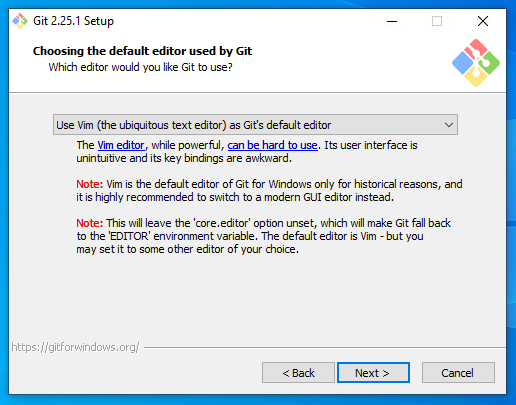 Git 2.25.1 Setup
Choosing the default editor used by Git
Which editor would you like Git to use?
Use Vim (the ubiquitous text editor) as Git's default editor
The Vim editor, while powerful, can be hard to use. Its user interface is
unintuitive and its key bindings are awkward.
Note: Vim is the default editor of Git for Windows only for historical reasons, and
it is highly recommended to switch to a modern GUI editor instead.
Note: This will leave the 'core.editor' option unset, which will make Git fall back
to the 'EDITOR' environment variable. The default editor is Vim - but you
may set it to some other editor of your choice.
https://gitforwindows.org/
< Back
Next >
Cancel